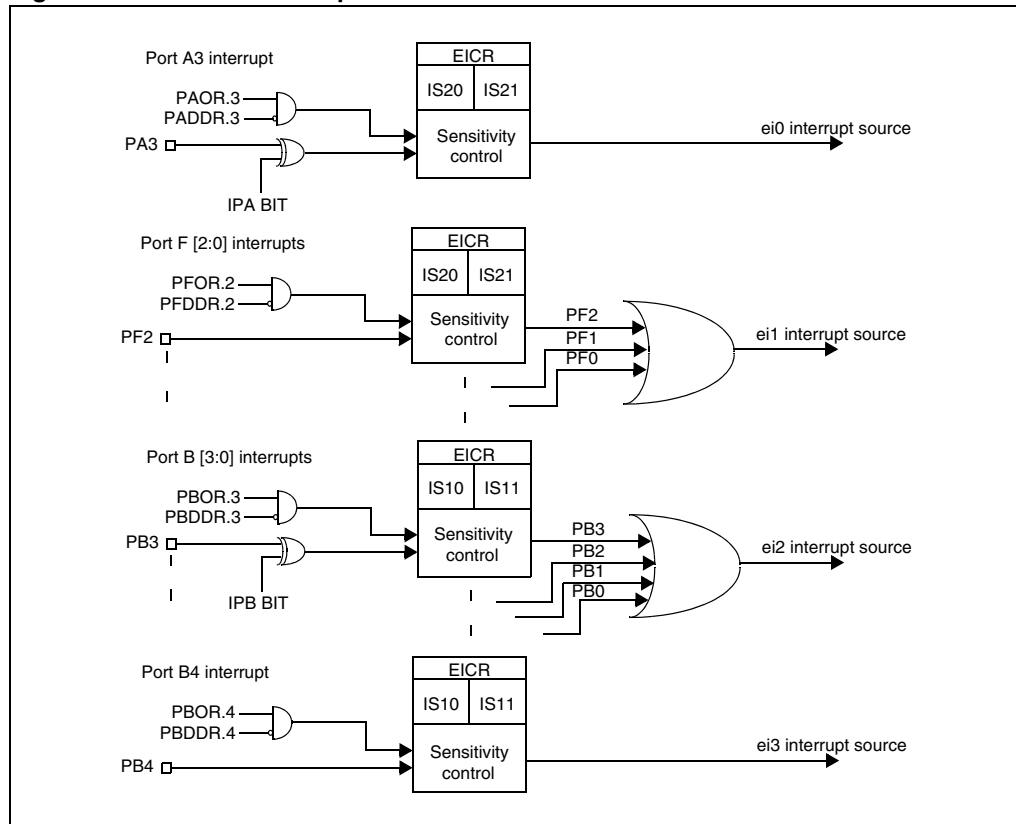 Port A3 interrupt
EICR
IS20 IS21
Sensitivity
control
PAOR.3
PADDR.3
PA3
IPA BIT
ei0 interrupt source
Port F [2:0] interrupts
EICR
IS20 IS21
Sensitivity
control
PFOR.2
PFDDR.2
PF2
PF2
PF1
PF0
ei1 interrupt source
Port B [3:0] interrupts
EICR
IS10 IS11
Sensitivity
control
PBOR.3
PBDDR.3
PB3
IPB BIT
PB3
PB2
PB1
PB0
ei2 interrupt source
Port B4 interrupt
EICR
IS10 IS11
Sensitivity
control
PBOR.4
PBDDR.4
PB4
ei3 interrupt source